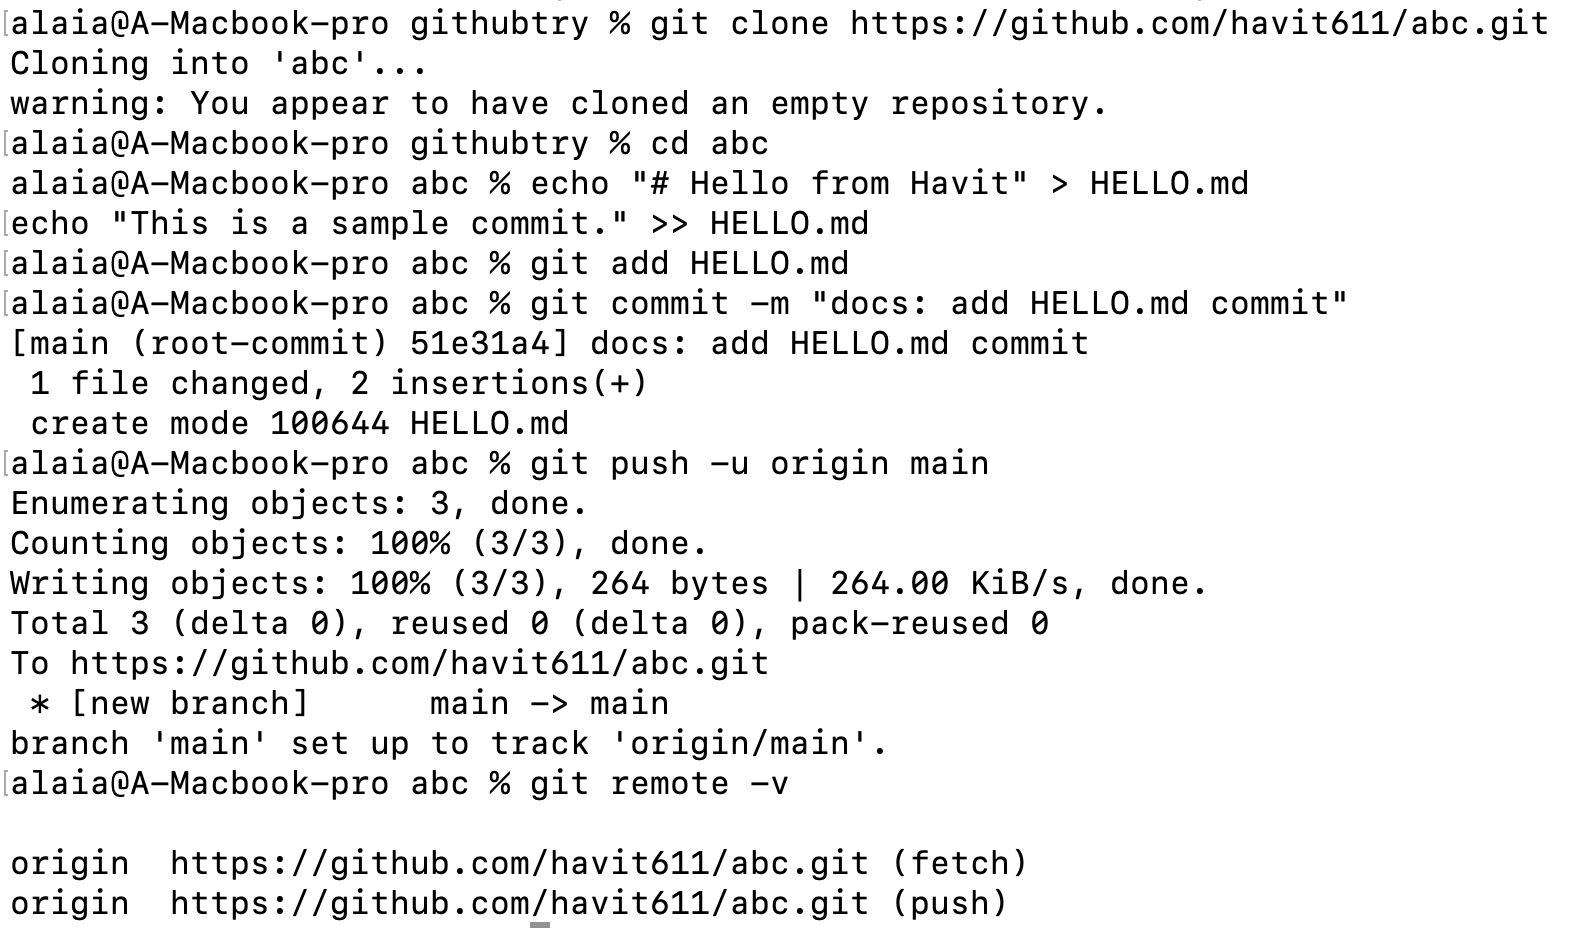 [alaia@A-Macbook-pro githubtry % git clone https://github.com/havit611/abc.git
Cloning into 'abc'...
warning: You appear to have cloned an empty repository.
[alaia@A-Macbook-pro githubtry % cd abc
alaia@A-Macbook-pro abc % echo "# Hello from Havit" > HELLO.md
[echo "This is a sample commit." >> HELLO.md
[alaia@A-Macbook-pro abc % git add HELLO.md
[alaia@A-Macbook-pro abc % git commit -m "docs: add HELLO.md commit"
[main (root-commit) 51e31a4] docs: add HELLO.md commit
 1 file changed, 2 insertions(+)
 create mode 100644 HELLO.md
[alaia@A-Macbook-pro abc % git push -u origin main
Enumerating objects: 3, done.
Counting objects: 100% (3/3), done.
Writing objects: 100% (3/3), 264 bytes | 264.00 KiB/s, done.
Total 3 (delta 0), reused 0 (delta 0), pack-reused 0
To https://github.com/havit611/abc.git
 * [new branch]      main -> main
branch 'main' set up to track 'origin/main'.
[alaia@A-Macbook-pro abc % git remote -v
origin  https://github.com/havit611/abc.git (fetch)
origin  https://github.com/havit611/abc.git (push)